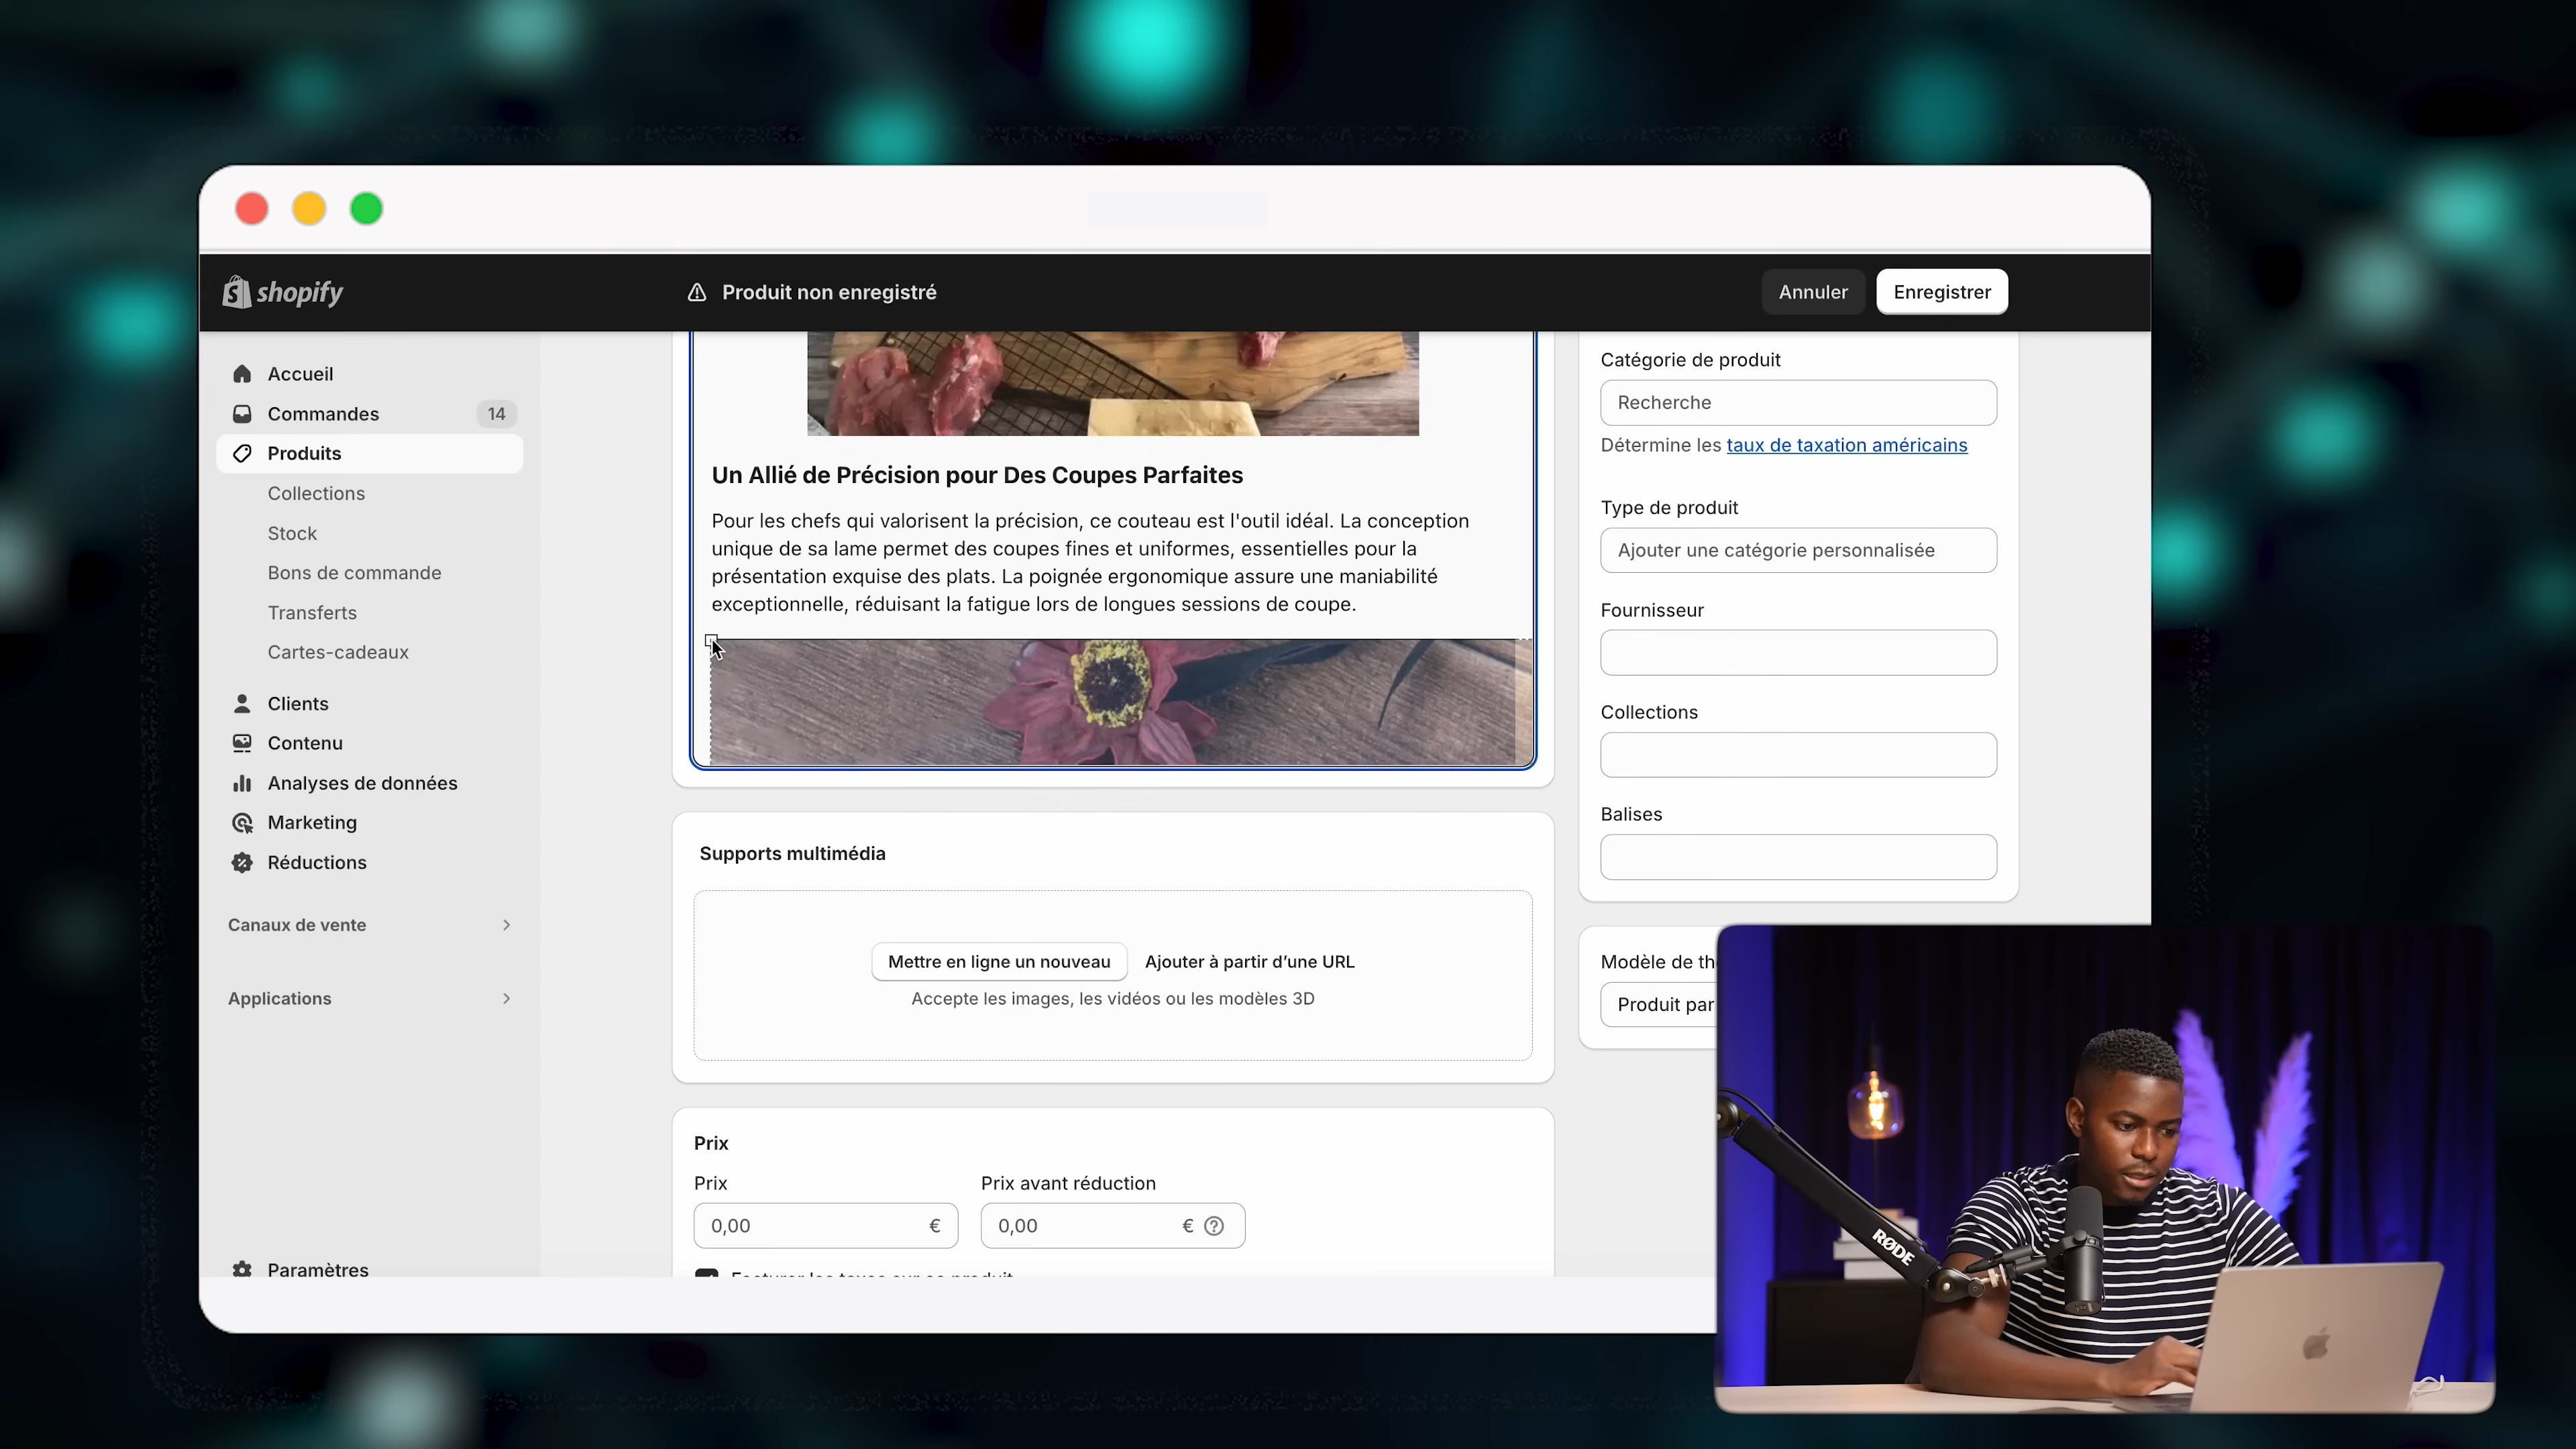 shopify
Produit non enregistré
Annuler
Enregistrer
Accueil
Commandes
14
Produits
Collections
Stock
Bons de commande
Transferts
Cartes-cadeaux
Clients
Contenu
Analyses de données
Marketing
Réductions
Canaux de vente
Applications
Paramètres
Un Allié de Précision pour Des Coupes Parfaites
Pour les chefs qui valorisent la précision, ce couteau est l'outil idéal. La conception
unique de sa lame permet des coupes fines et uniformes, essentielles pour la
présentation exquise des plats. La poignée ergonomique assure une maniabilité
exceptionnelle, réduisant la fatigue lors de longues sessions de coupe.
Supports multimédia
Mettre en ligne un nouveau
Ajouter à partir d’une URL
Accepte les images, les vidéos ou les modèles 3D
Prix
Prix
Prix avant réduction
0,00 €
0,00 €
Facturer les taxes sur ce produit
Catégorie de produit
Recherche
Détermine les taux de taxation américains
Type de produit
Ajouter une catégorie personnalisée
Fournisseur
Collections
Balises
Modèle de th
Produit par
RØDE